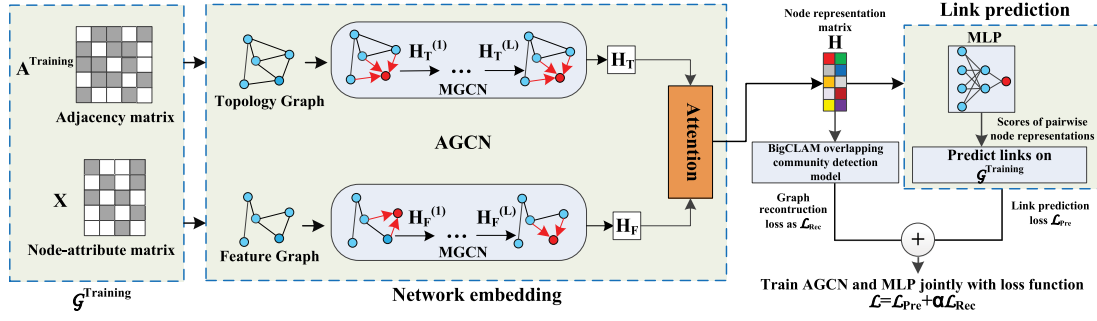 A^Training
Adjacency matrix
X
Node-attribute matrix
𝒢^Training
Topology Graph
H_T^(1)
...
H_T^(L)
MGCN
H_T
AGCN
Feature Graph
H_F^(1)
...
H_F^(L)
MGCN
H_F
Attention
Network embedding
Node representation
matrix
H
BigCLAM overlapping
community detection
model
Graph
recontruction
loss as ℒ_Rec
Link prediction
MLP
Scores of pairwise
node representations
Predict links on
𝒢^Training
Link prediction
loss ℒ_Pre
+
Train AGCN and MLP jointly with loss function
ℒ=ℒ_Pre+αℒ_Rec